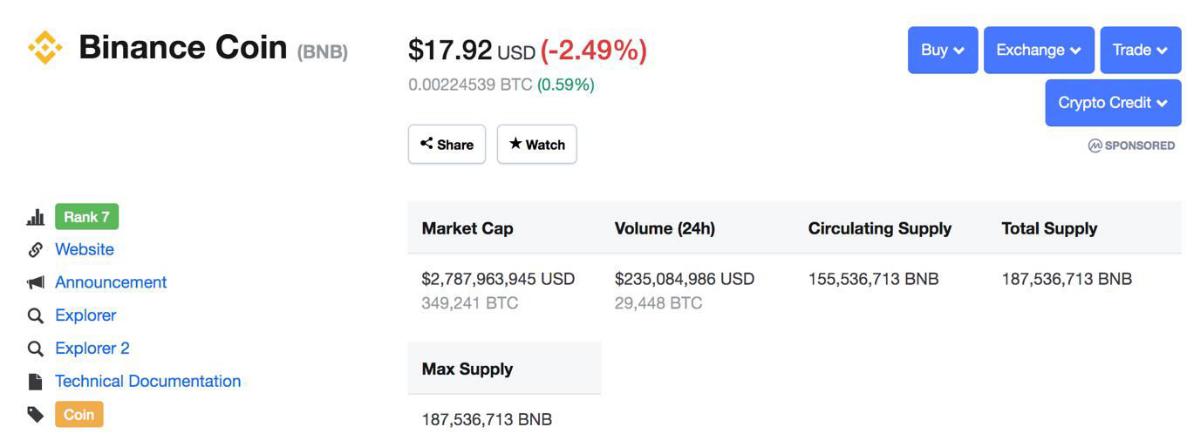 Binance Coin (BNB)
$17.92 USD (-2.49%)
0.00224539 BTC (0.59%)
Buy
Exchange
Trade
Crypto Credit
SPONSORED
Share
Watch
Rank 7
Website
Announcement
Explorer
Explorer 2
Technical Documentation
Coin
Market Cap
Volume (24h)
Circulating Supply
Total Supply
$2,787,963,945 USD
$235,084,986 USD
155,536,713 BNB
187,536,713 BNB
349,241 BTC
29,448 BTC
Max Supply
187,536,713 BNB